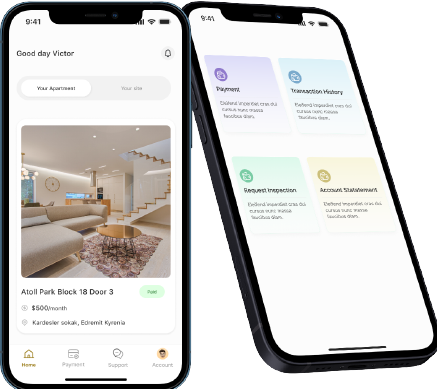 9:41
Good day Victor
Your Apartment
Your site
Atoll Park Block 18 Door 3
Paid
$500/month
Kardesler sokak, Edremit Kyrenia
Home
Payment
Support
Account
9:41
Payment
Eleifend imperdiet cras dui
cursus nunc massa
faucibus diam.
Transaction History
Eleifend imperdiet cras dui
cursus nunc massa
faucibus diam.
Request Inspection
Eleifend imperdiet cras dui
cursus nunc massa
faucibus diam.
Account Statatement
Eleifend imperdiet cras dui
cursus nunc massa
faucibus diam.